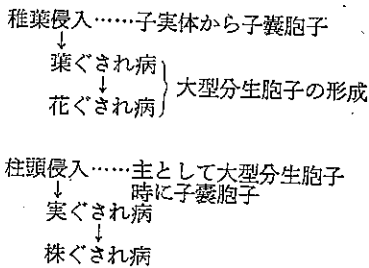 稚葉侵入……子実体から子嚢胞子
↓
葉ぐされ病
↓
花ぐされ病
大型分生胞子の形成
柱頭侵入……主として大型分生胞子
時に子嚢胞子
↓
実ぐされ病
↓
株ぐされ病